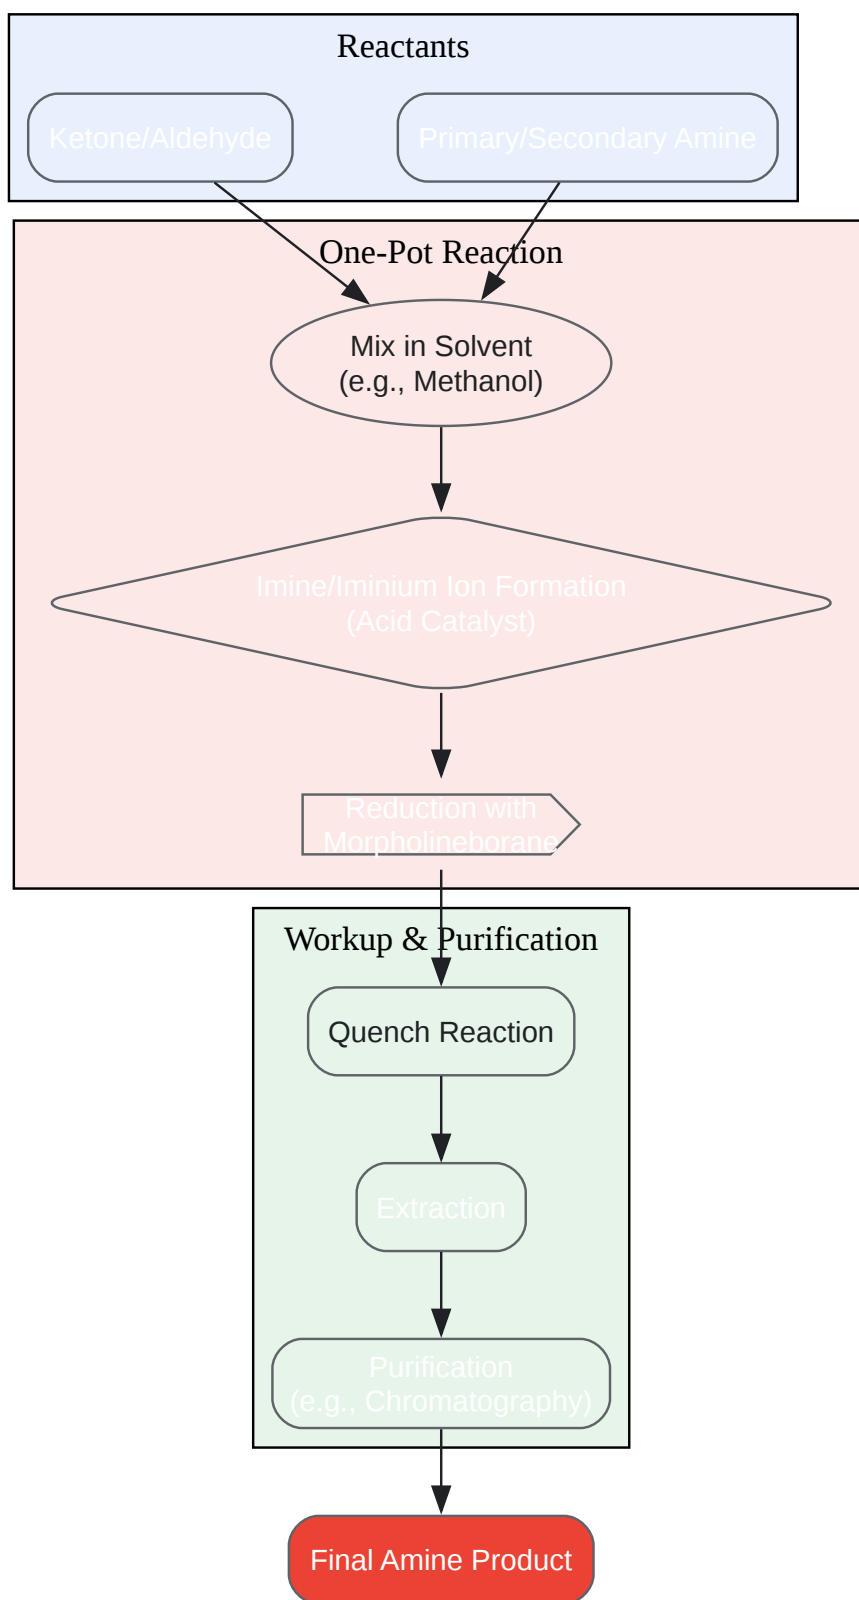 Reactants
Ketone/Aldehyde
Primary/Secondary Amine
One-Pot Reaction
Mix in Solvent
(e.g., Methanol)
Imine/Iminium Ion Formation
(Acid Catalyst)
Reduction with
Morpholineborane
Workup & Purification
Quench Reaction
Extraction
Purification
(e.g., Chromatography)
Final Amine Product